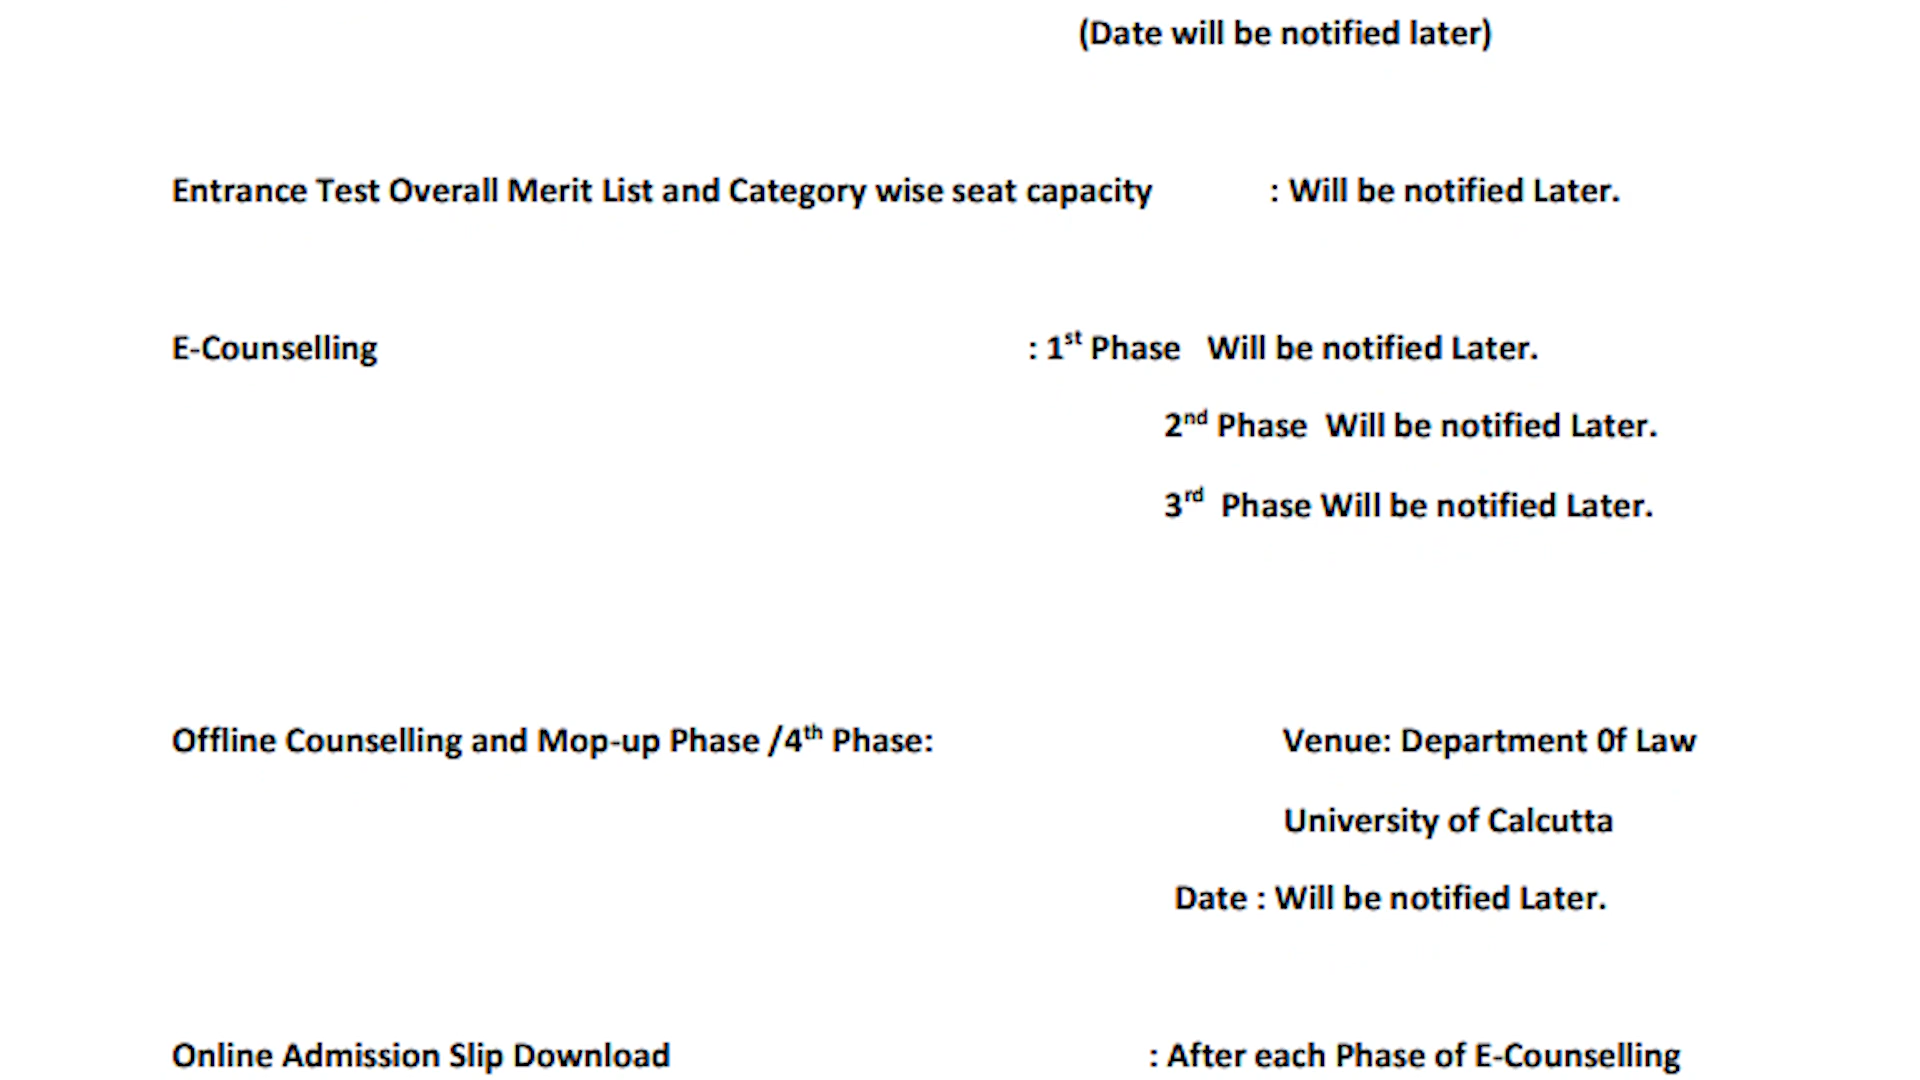 (Date will be notified later)
Entrance Test Overall Merit List and Category wise seat capacity : Will be notified Later.
E-Counselling : 1st Phase Will be notified Later.
2nd Phase Will be notified Later.
3rd Phase Will be notified Later.
Offline Counselling and Mop-up Phase /4th Phase: Venue: Department 0f Law
University of Calcutta
Date : Will be notified Later.
Online Admission Slip Download : After each Phase of E-Counselling